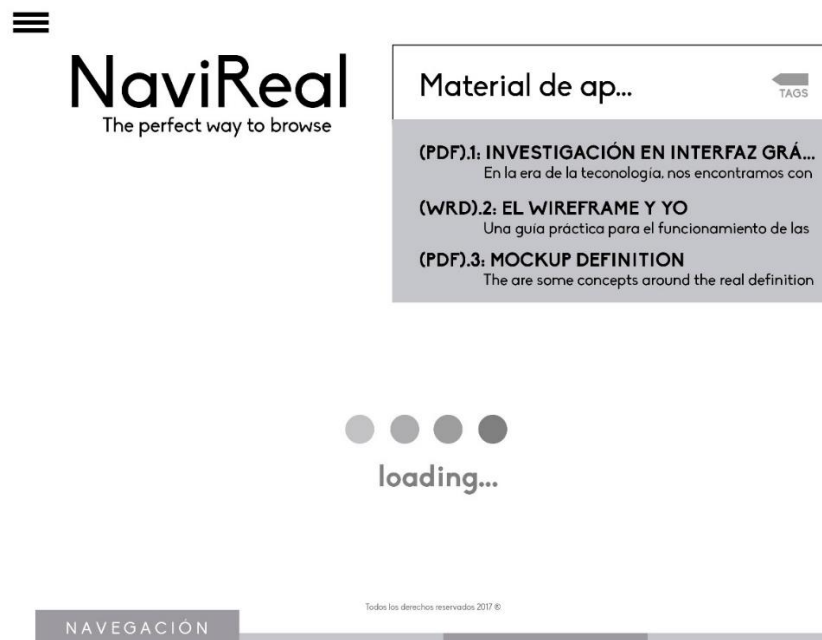 NaviReal
The perfect way to browse
Material de ap...
TAGS
(PDF).1: INVESTIGACIÓN EN INTERFAZ GRÁ...
En la era de la teconología, nos encontramos con
(WRD).2: EL WIREFRAME Y YO
Una guía práctica para el funcionamiento de las
(PDF).3: MOCKUP DEFINITION
The are some concepts around the real definition
loading...
Todos los derechos reservados 2017 ®
NAVEGACIÓN